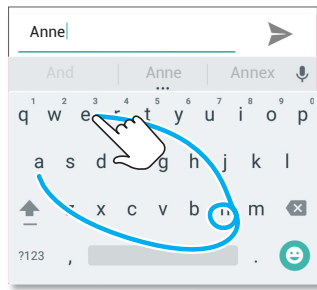 Anne
And Anne Annex
1 2 3 4 5 6 7 8 9 0
q w e r t y u i o p
a s d g h j k l
z x c v b n m
?123 , .